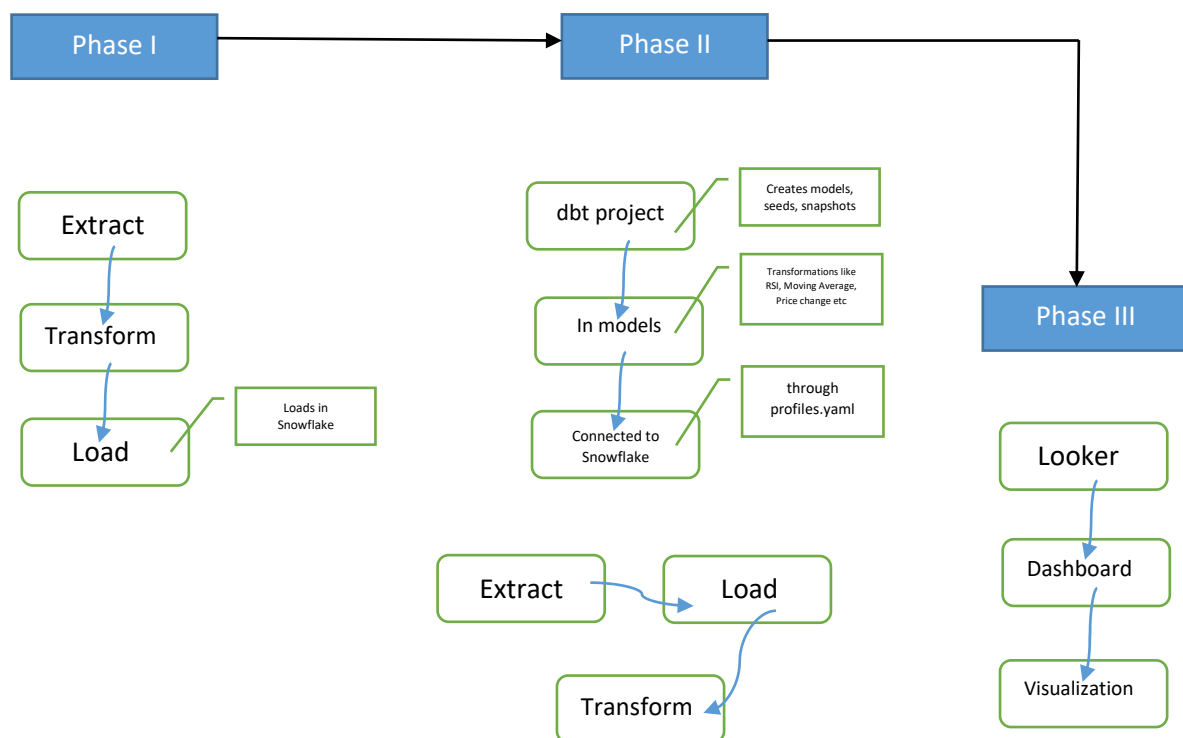 Phase I
Phase II
Phase III
Extract
Transform
Load
Loads in
Snowflake
dbt project
Creates models,
seeds, snapshots
In models
Transformations like
RSI, Moving Average,
Price change etc
Connected to
Snowflake
through
profiles.yaml
Extract
Load
Transform
Looker
Dashboard
Visualization